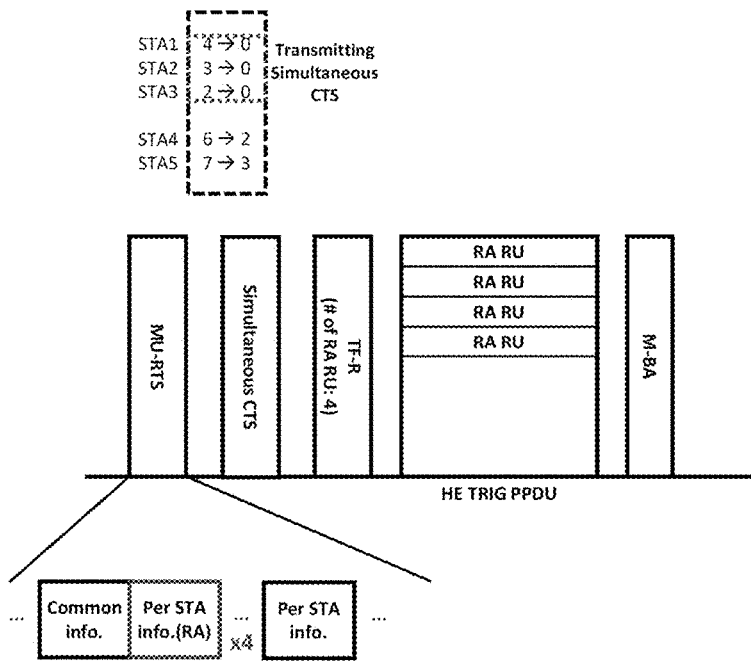 STA1 4 → 0
STA2 3 → 0
STA3 2 → 0
STA4 6 → 2
STA5 7 → 3
Transmitting
Simultaneous
CTS
MU-RTS
Simultaneous CTS
TF-R
(# of RA RU: 4)
RA RU
RA RU
RA RU
RA RU
M-BA
HE TRIG PPDU
... Common
info.
Per STA
info.(RA)
... x4
Per STA
info.
...